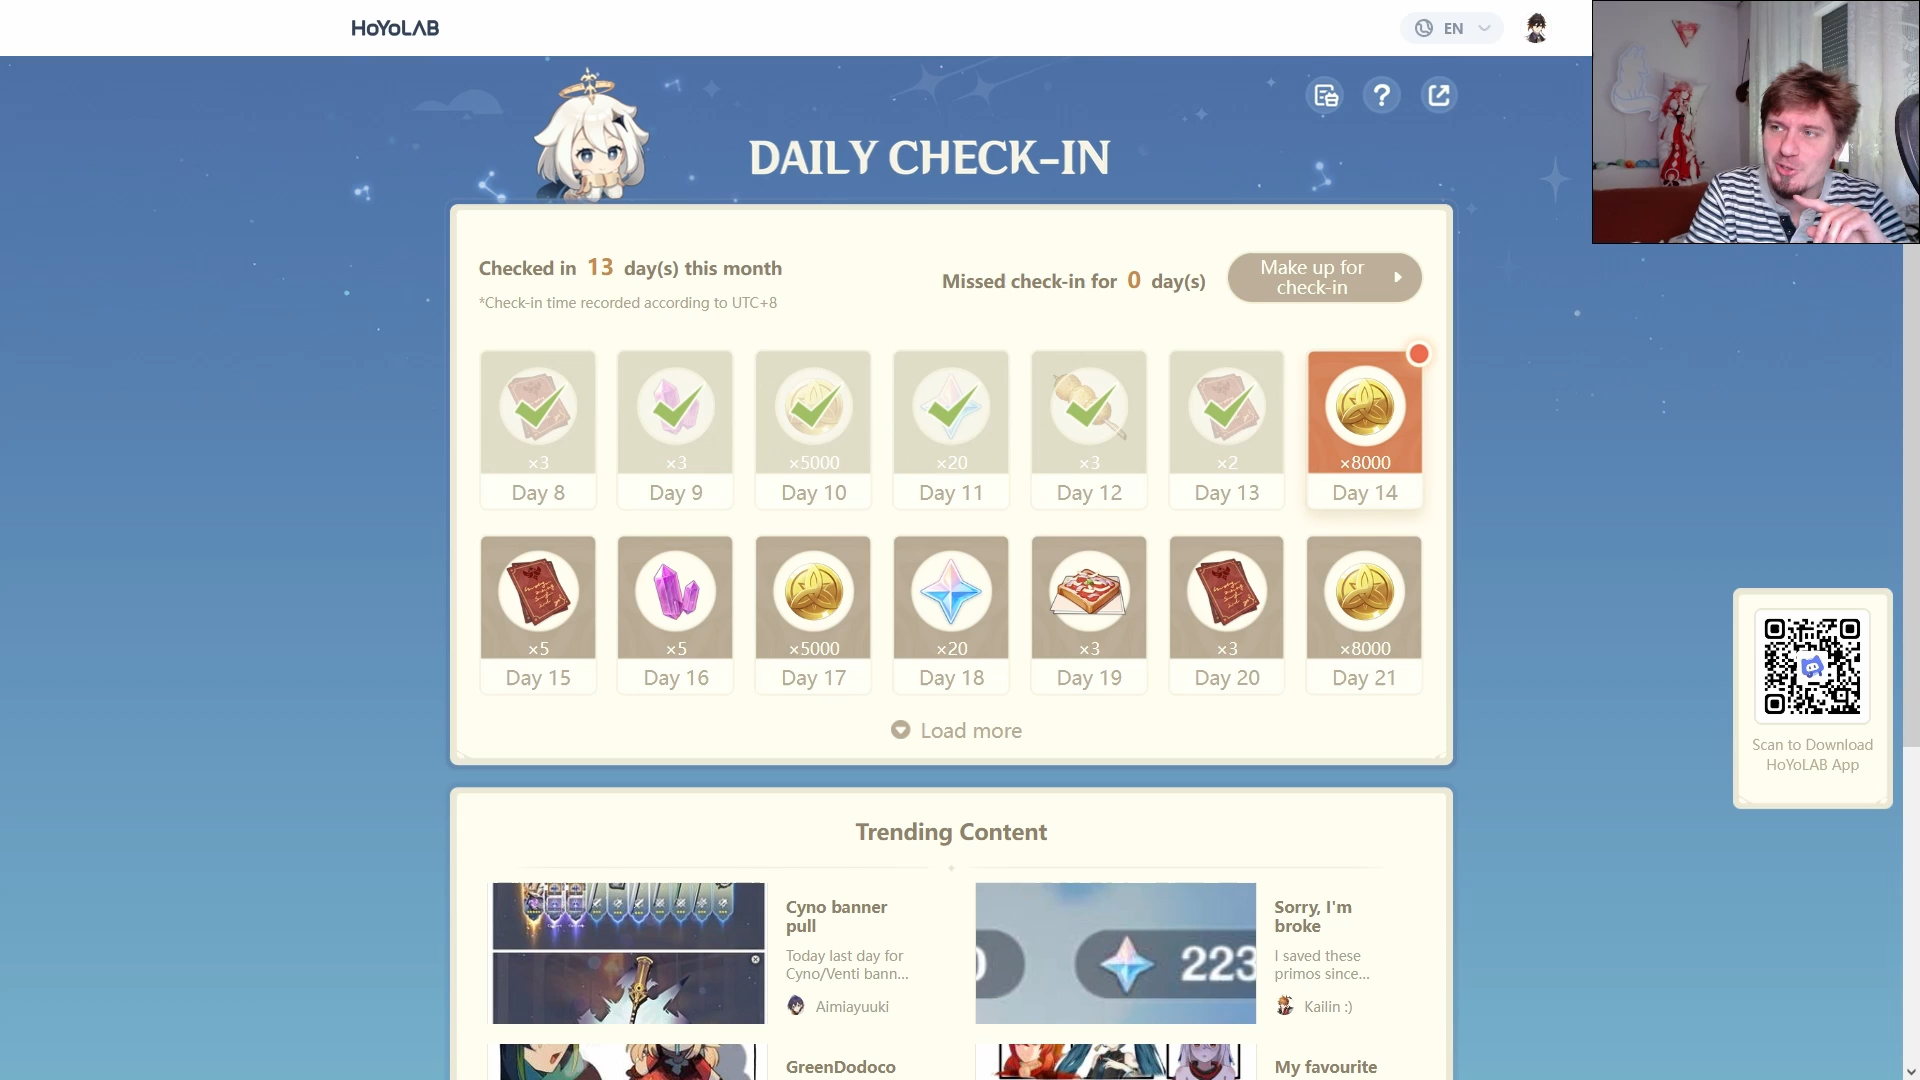 HoYoLAB
EN
DAILY CHECK-IN
Checked in 13 day(s) this month
*Check-in time recorded according to UTC+8
Missed check-in for 0 day(s)
Make up for
check-in
×3
×3
×5000
×20
×3
×2
×8000
Day 8
Day 9
Day 10
Day 11
Day 12
Day 13
Day 14
×5
×5
×5000
×20
×3
×3
×8000
Day 15
Day 16
Day 17
Day 18
Day 19
Day 20
Day 21
Load more
Scan to Download
HoYoLAB App
Trending Content
Cyno banner
pull
Today last day for
Cyno/Venti bann...
Aimiayuuki
223
Sorry, I'm
broke
I saved these
primos since...
Kailin :)
GreenDodoco
My favourite